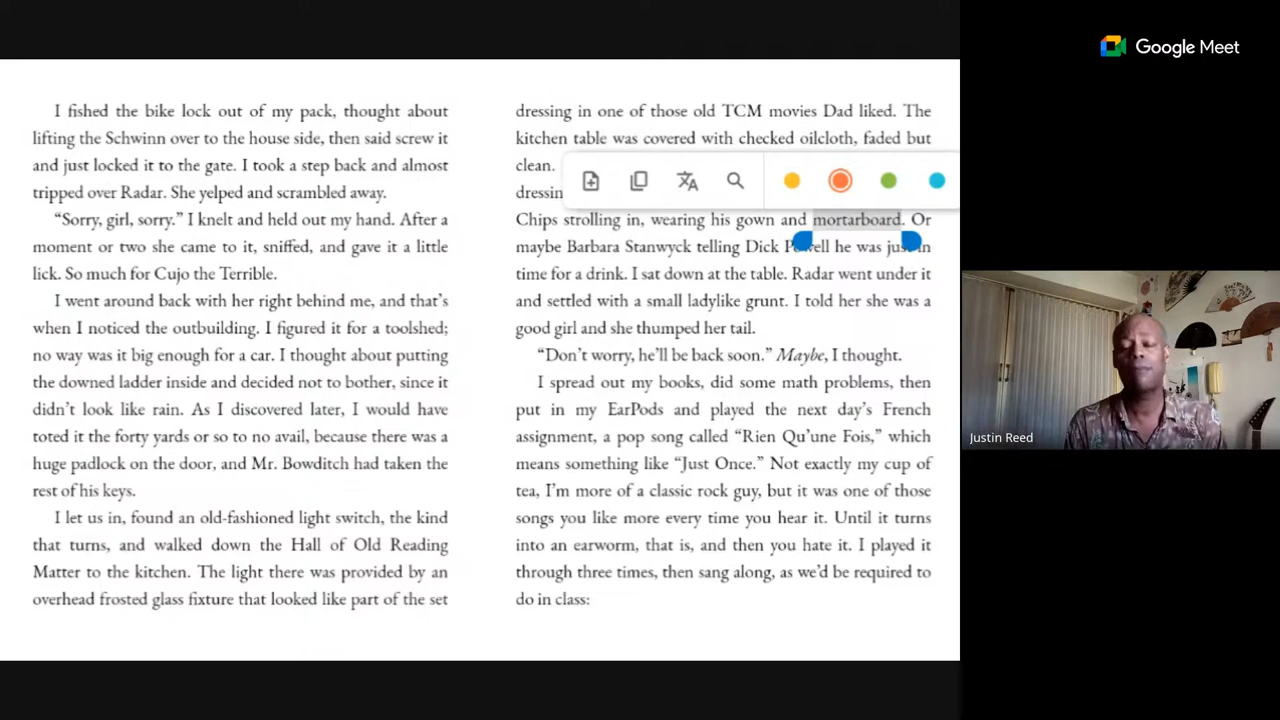 Google Meet
I fished the bike lock out of my pack, thought about
lifting the Schwinn over to the house side, then said screw it
and just locked it to the gate. I took a step back and almost
tripped over Radar. She yelped and scrambled away.
“Sorry, girl, sorry.” I knelt and held out my hand. After a
moment or two she came to it, sniffed, and gave it a little
lick. So much for Cujo the Terrible.
I went around back with her right behind me, and that’s
when I noticed the outbuilding. I figured it for a toolshed;
no way was it big enough for a car. I thought about putting
the downed ladder inside and decided not to bother, since it
didn’t look like rain. As I discovered later, I would have
toted it the forty yards or so to no avail, because there was a
huge padlock on the door, and Mr. Bowditch had taken the
rest of his keys.
I let us in, found an old-fashioned light switch, the kind
that turns, and walked down the Hall of Old Reading
Matter to the kitchen. The light there was provided by an
overhead frosted glass fixture that looked like part of the set
dressing in one of those old TCM movies Dad liked. The
kitchen table was covered with checked oilcloth, faded but
clean.
dressin
Chips strolling in, wearing his gown and mortarboard. Or
maybe Barbara Stanwyck telling Dick Powell he was just in
time for a drink. I sat down at the table. Radar went under it
and settled with a small ladylike grunt. I told her she was a
good girl and she thumped her tail.
“Don’t worry, he’ll be back soon.” Maybe, I thought.
I spread out my books, did some math problems, then
put in my EarPods and played the next day’s French
assignment, a pop song called “Rien Qu’une Fois,” which
means something like “Just Once.” Not exactly my cup of
tea, I’m more of a classic rock guy, but it was one of those
songs you like more every time you hear it. Until it turns
into an earworm, that is, and then you hate it. I played it
through three times, then sang along, as we’d be required to
do in class:
Justin Reed